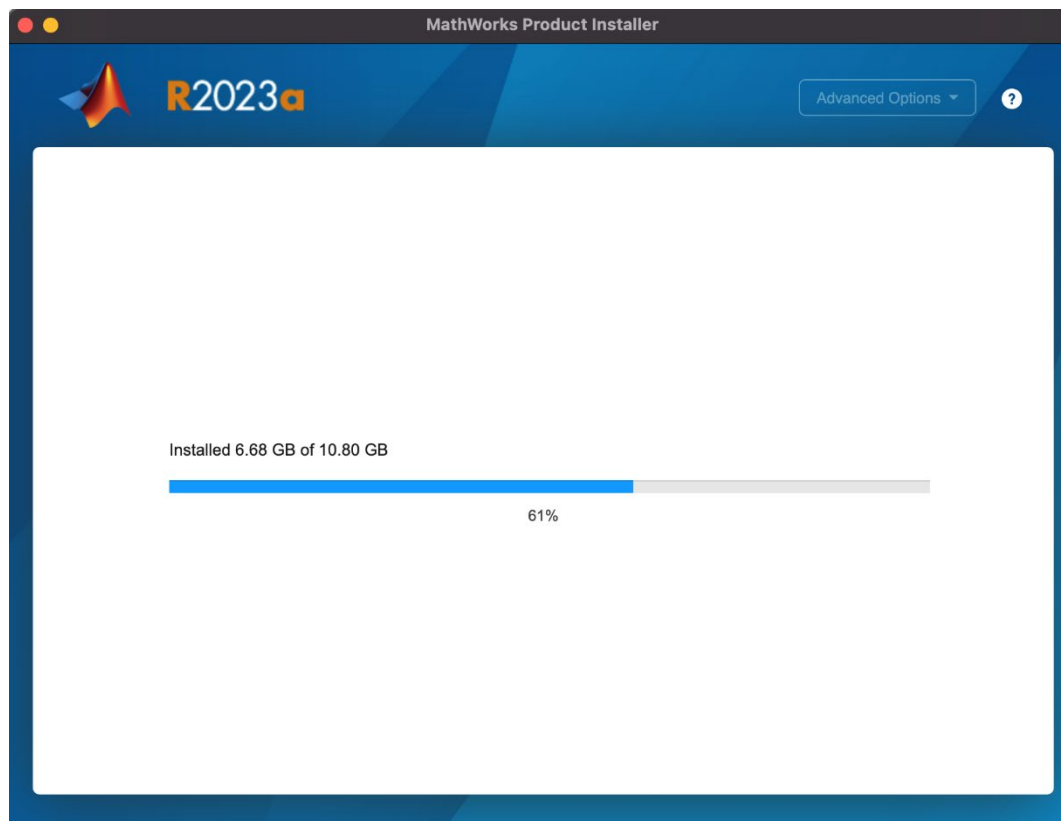 MathWorks Product Installer
R2023a
Advanced Options
?
Installed 6.68 GB of 10.80 GB
61%